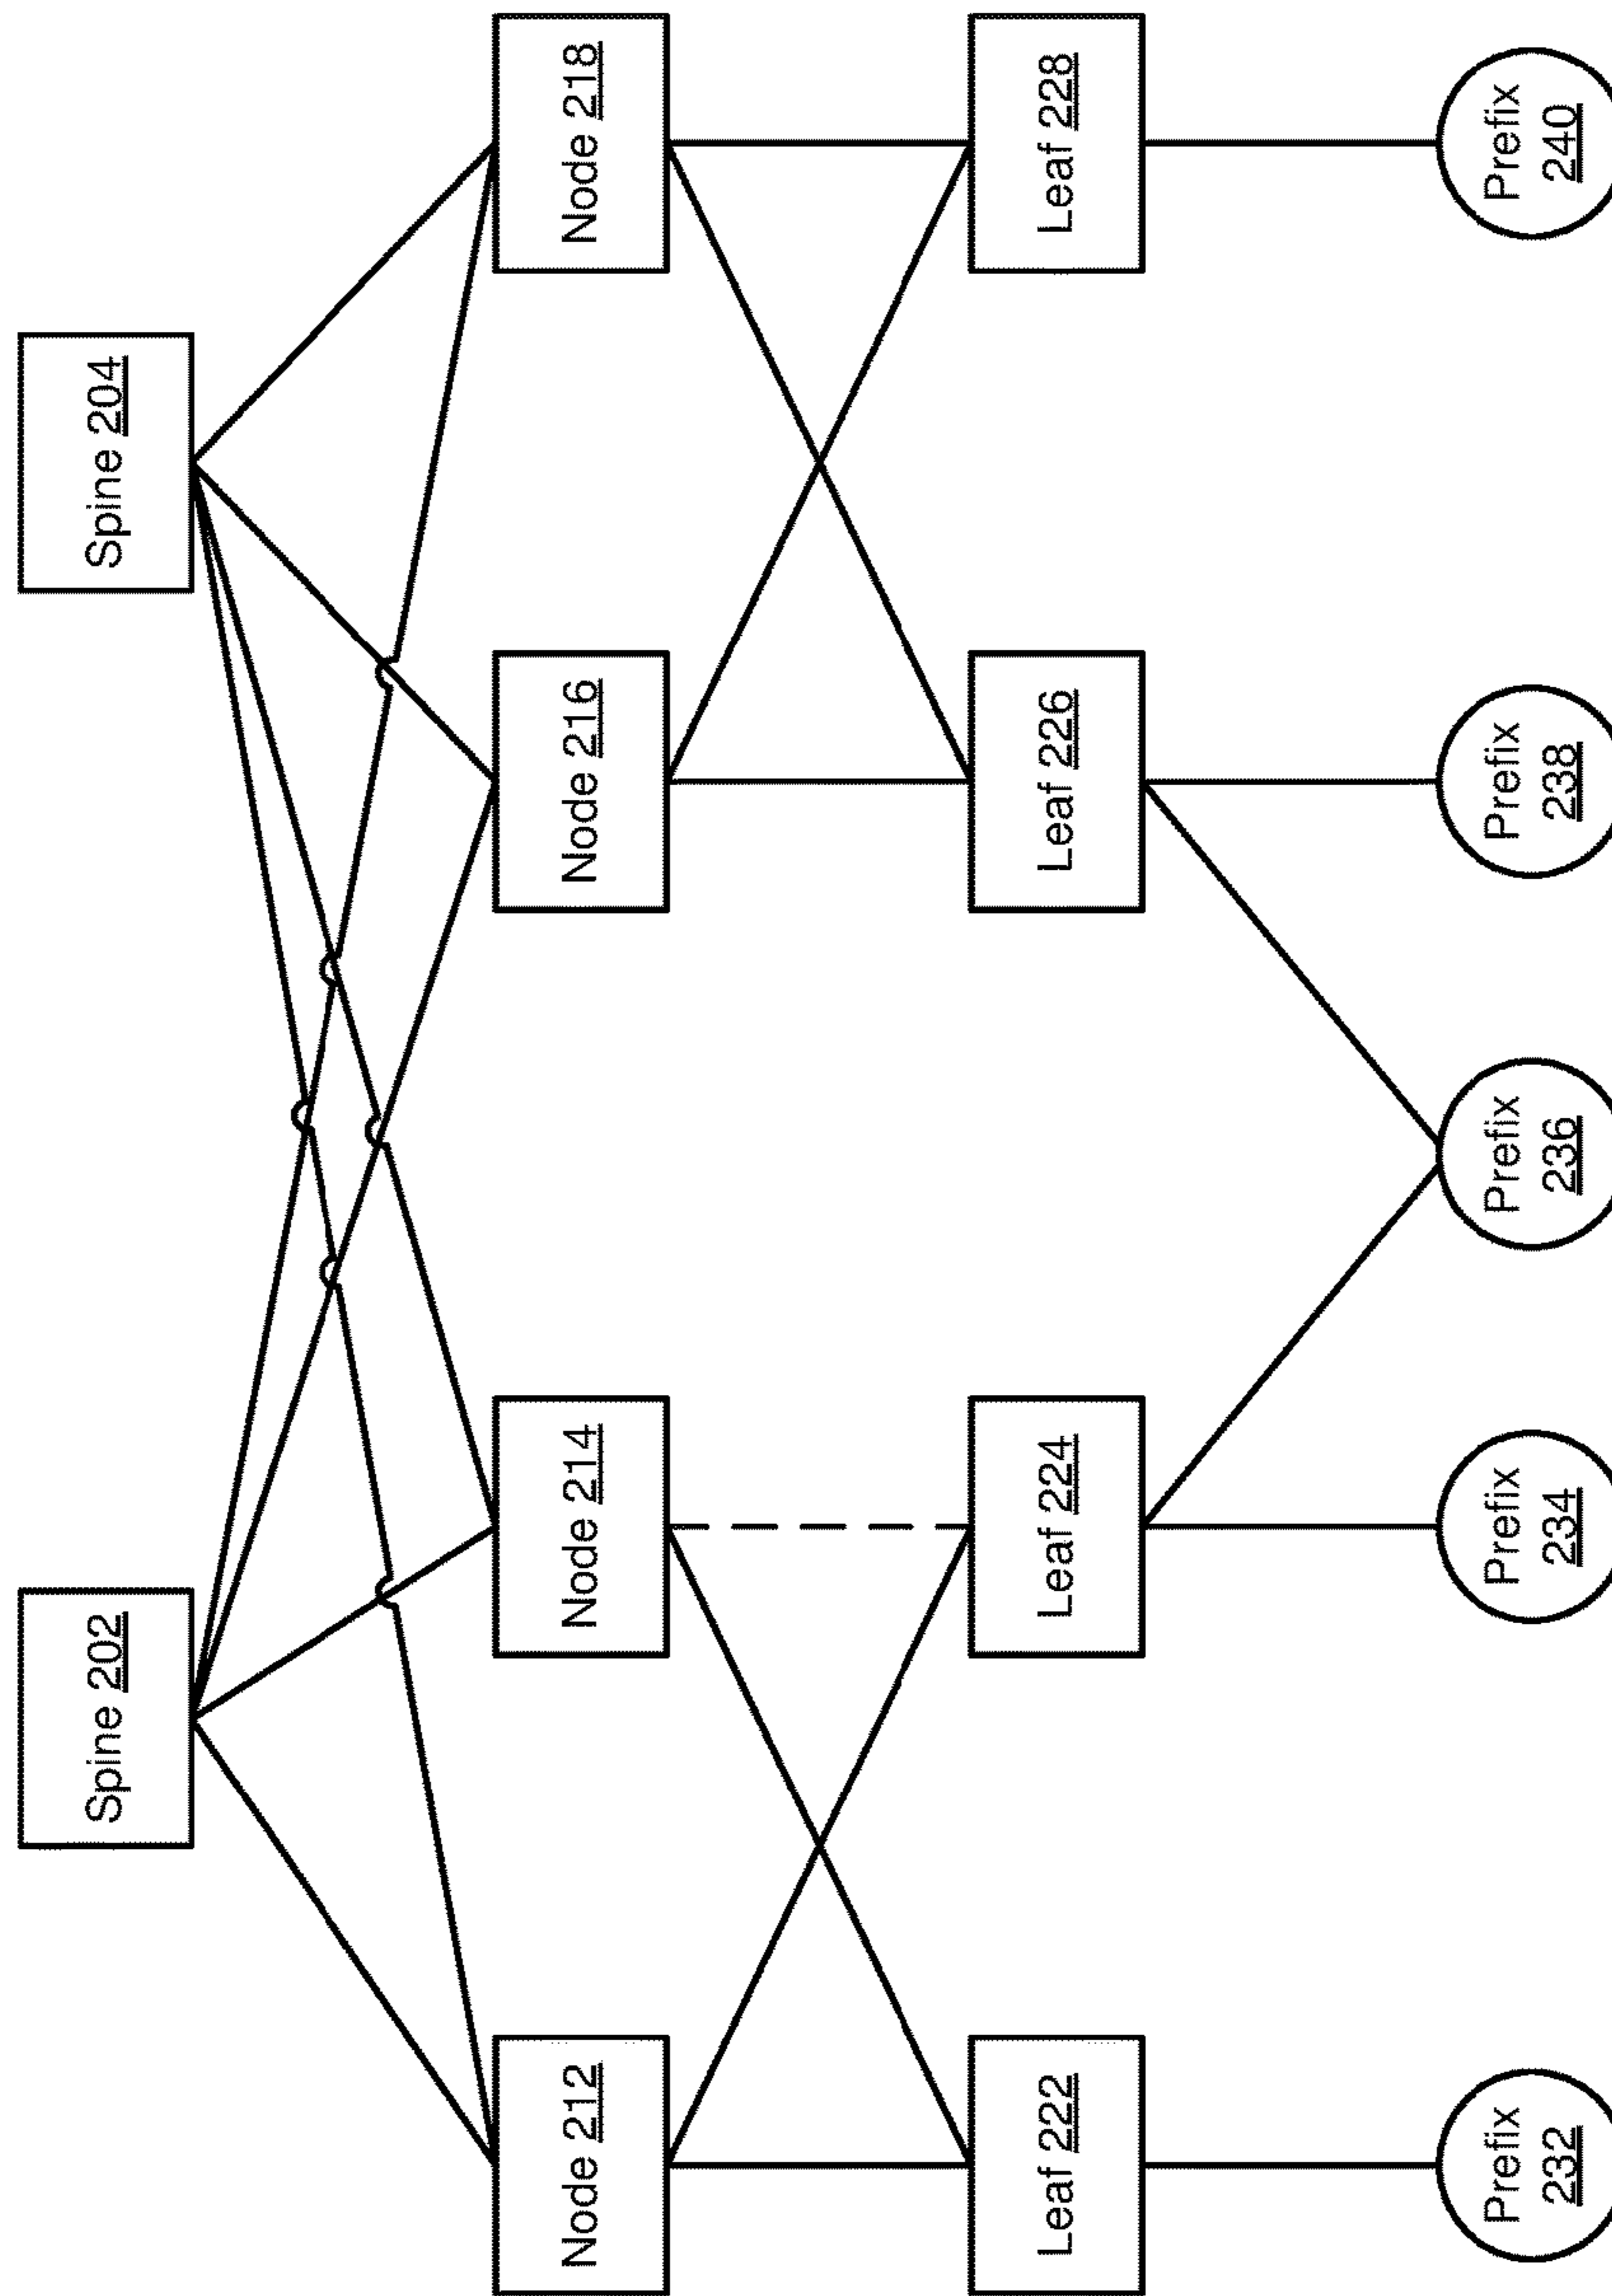 Spine 202
Spine 204
Node 212
Node 214
Node 216
Node 218
Leaf 222
Leaf 224
Leaf 226
Leaf 228
Prefix
232
Prefix
234
Prefix
236
Prefix
238
Prefix
240